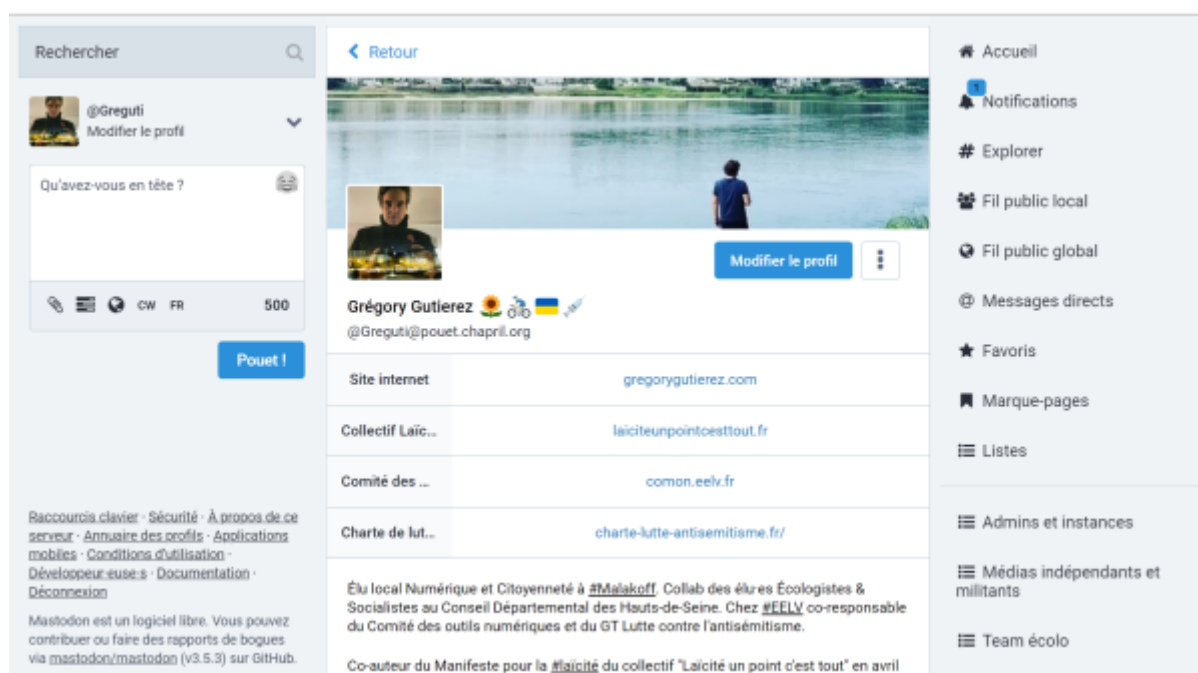 Rechercher
@Greguti
Modifier le profil
Qu'avez-vous en tête ?
CW FR 500
Pouet !
Raccourcis clavier · Sécurité · À propos de ce
serveur · Annuaire des profils · Applications
mobiles · Conditions d'utilisation ·
Développeur·euse·s · Documentation ·
Déconnexion
Mastodon est un logiciel libre. Vous pouvez
contribuer ou faire des rapports de bogues
via mastodon/mastodon (v3.5.3) sur GitHub.
Retour
Modifier le profil
Grégory Gutierez
@Greguti@pouet.chapril.org
Site internet gregorygutierez.com
Collectif Laïc... laiciteunpointcesttout.fr
Comité des ... comon.eelv.fr
Charte de lut... charte-lutte-antisemitisme.fr/
Élu local Numérique et Citoyenneté à #Malakoff. Collab des élu·es Écologistes &
Socialistes au Conseil Départemental des Hauts-de-Seine. Chez #EELV co-responsable
du Comité des outils numériques et du GT Lutte contre l'antisémitisme.
Co-auteur du Manifeste pour la #laïcité du collectif "Laïcité un point c'est tout" en avril
Accueil
1
Notifications
# Explorer
Fil public local
Fil public global
@ Messages directs
Favoris
Marque-pages
Listes
Admins et instances
Médias indépendants et
militants
Team écolo